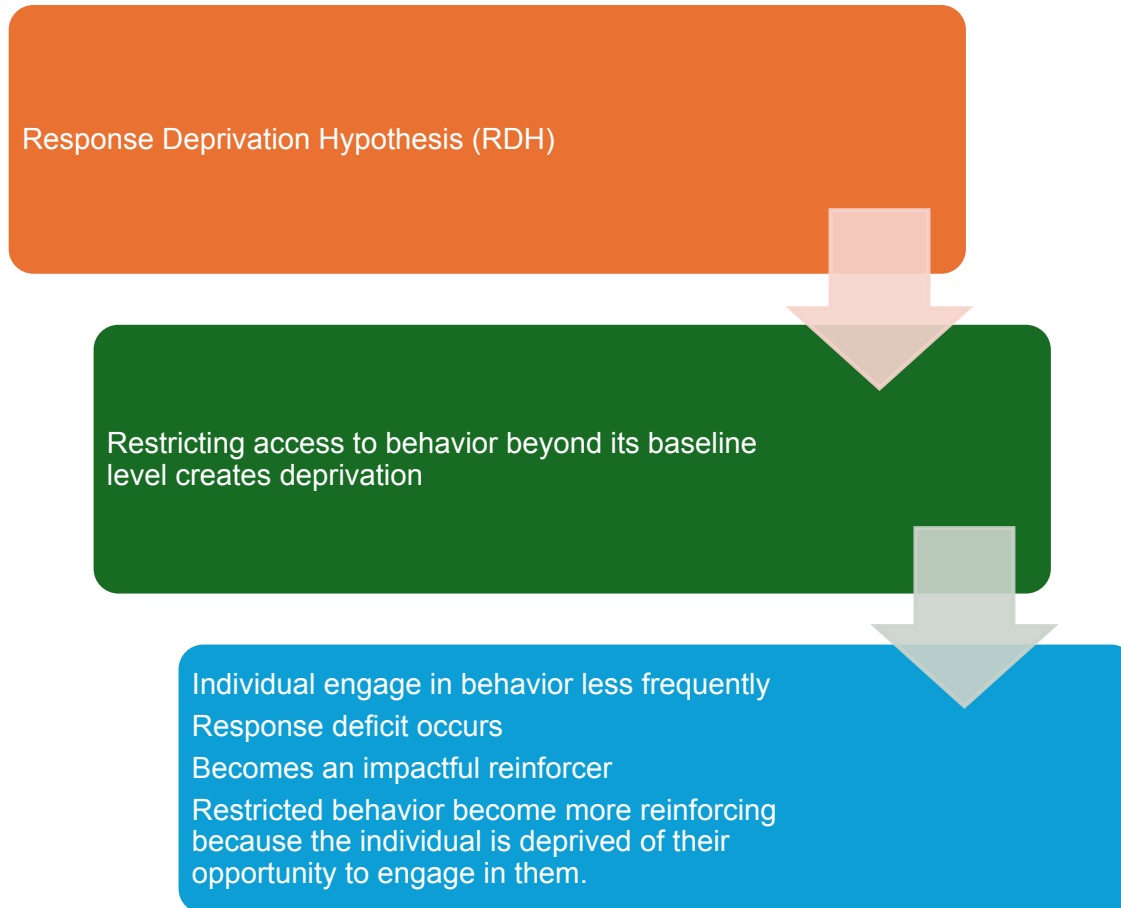 Response Deprivation Hypothesis (RDH)
Restricting access to behavior beyond its baseline
level creates deprivation
Individual engage in behavior less frequently
Response deficit occurs
Becomes an impactful reinforcer
Restricted behavior become more reinforcing
because the individual is deprived of their
opportunity to engage in them.